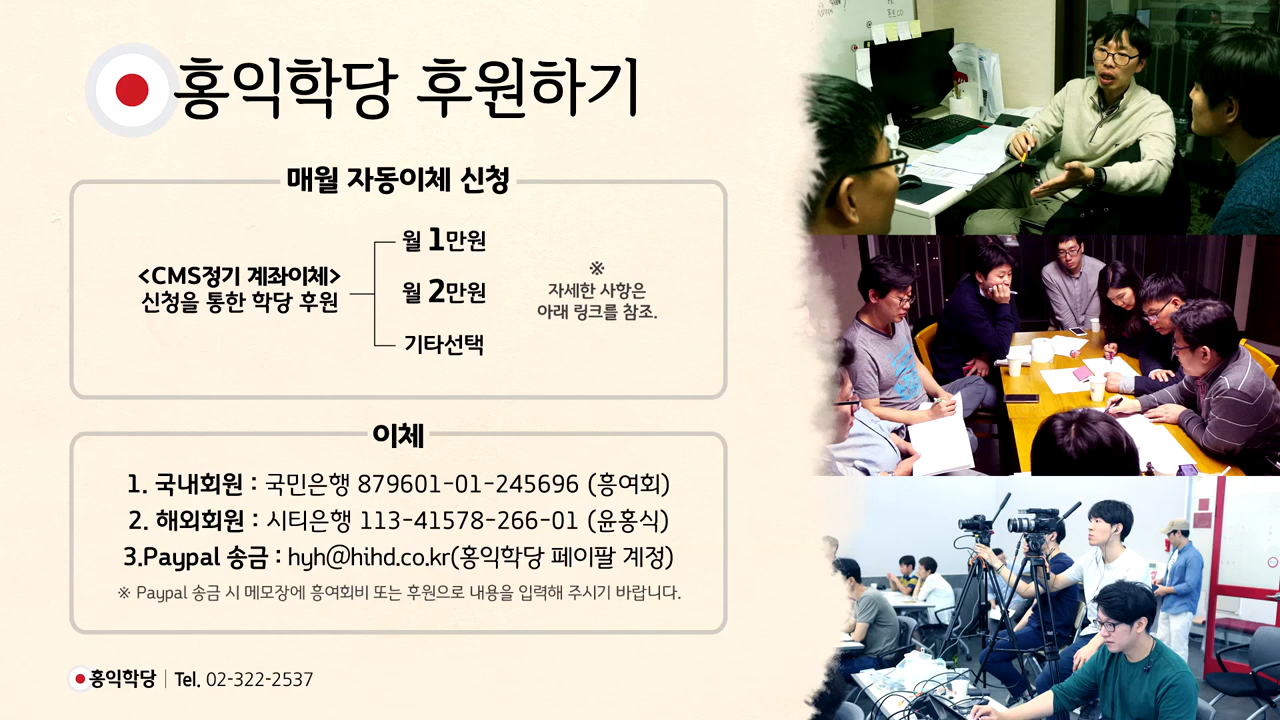 홍익학당 후원하기
매월 자동이체 신청
<CMS정기 계좌이체>
신청을 통한 학당 후원
월 1만원
월 2만원
기타선택
※
자세한 사항은
아래 링크를 참조.
이체
1. 국내회원 : 국민은행 879601-01-245696 (흥여회)
2. 해외회원 : 시티은행 113-41578-266-01 (윤홍식)
3.Paypal 송금 : hyh@hihd.co.kr(홍익학당 페이팔 계정)
※ Paypal 송금 시 메모장에 흥여회비 또는 후원으로 내용을 입력해 주시기 바랍니다.
홍익학당 | Tel. 02-322-2537